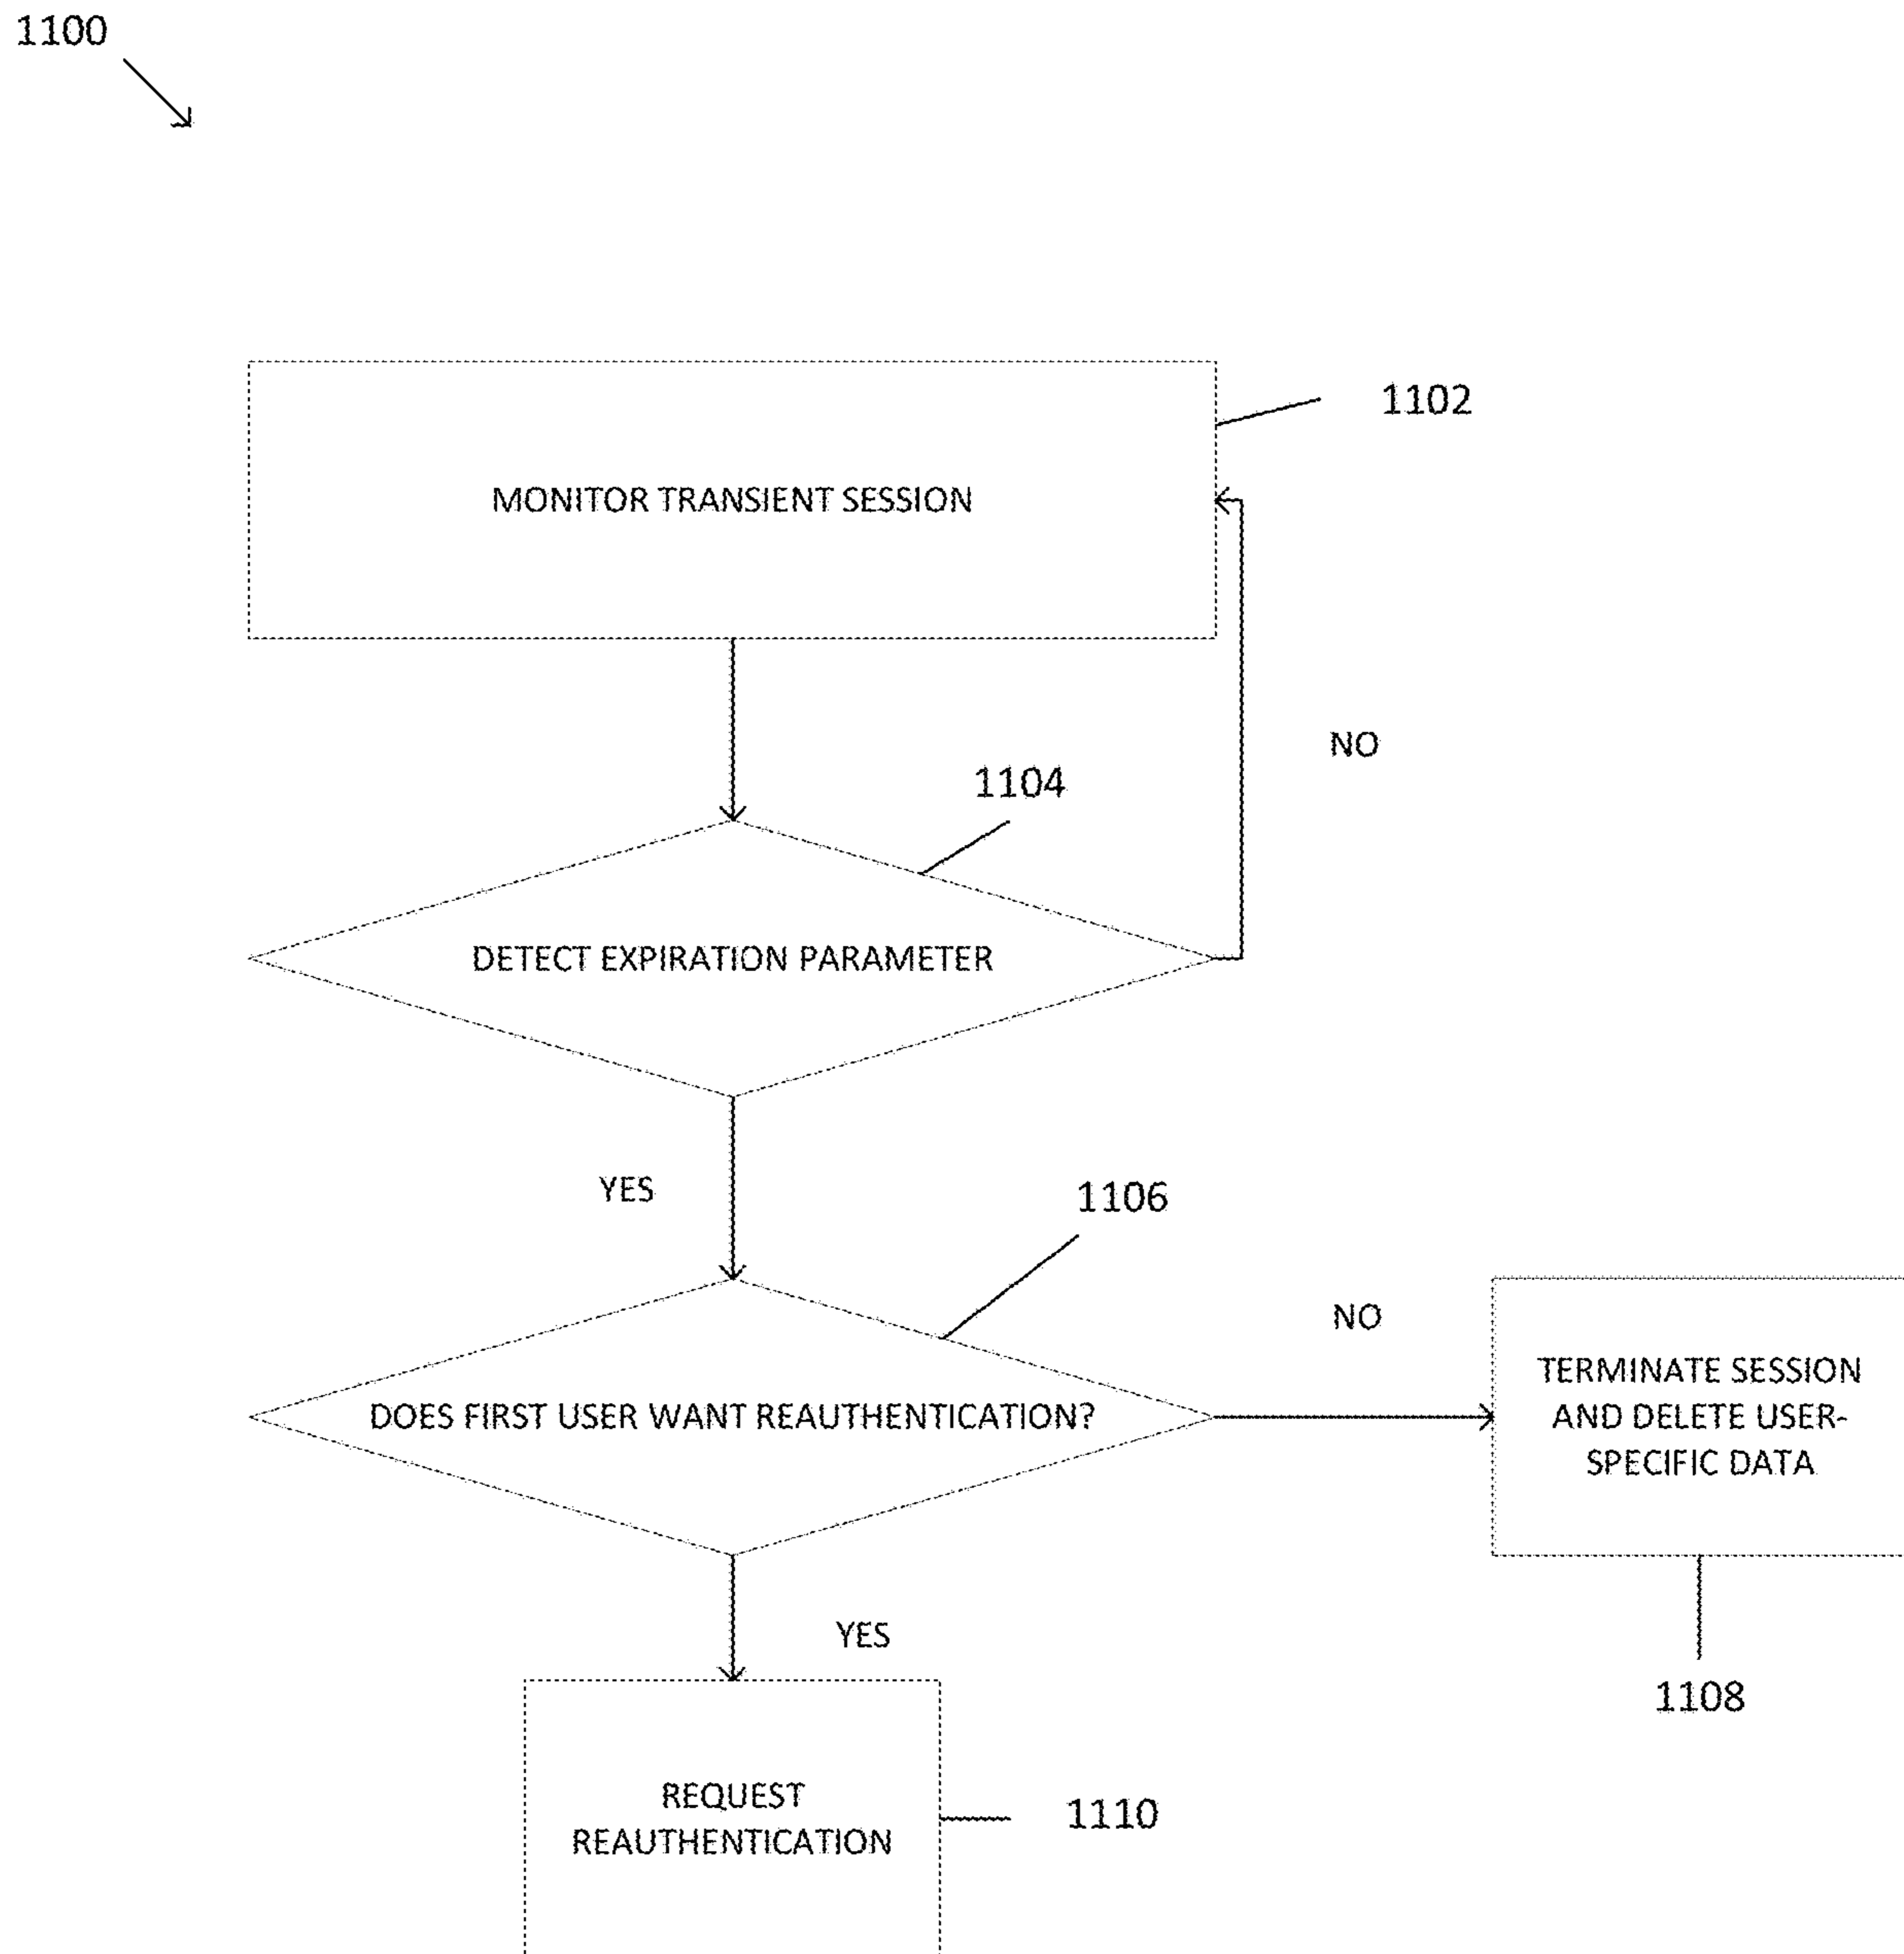 1100
1102
MONITOR TRANSIENT SESSION
NO
1104
DETECT EXPIRATION PARAMETER
YES
1106
NO
DOES FIRST USER WANT REAUTHENTICATION?
TERMINATE SESSION
AND DELETE USER-
SPECIFIC DATA
YES
1108
REQUEST
REAUTHENTICATION
1110